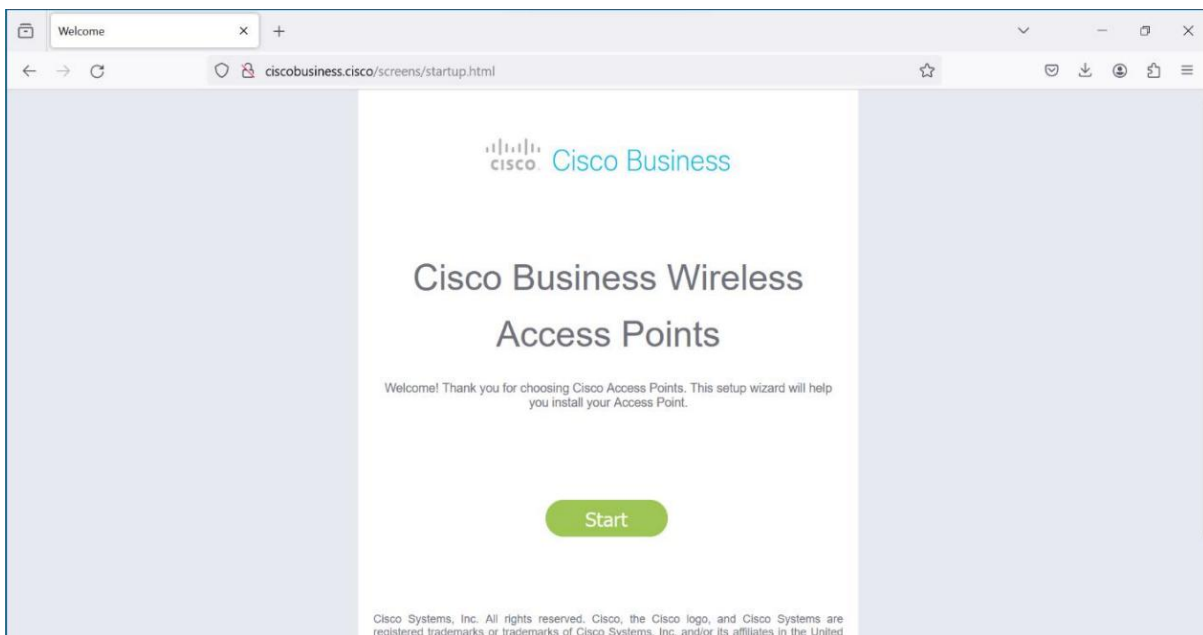 Welcome
ciscobusiness.cisco/screens/startup.html
cisco. Cisco Business
Cisco Business Wireless
Access Points
Welcome! Thank you for choosing Cisco Access Points. This setup wizard will help
you install your Access Point.
Start
Cisco Systems, Inc. All rights reserved. Cisco, the Cisco logo, and Cisco Systems are
registered trademarks or trademarks of Cisco Systems, Inc. and/or its affiliates in the United